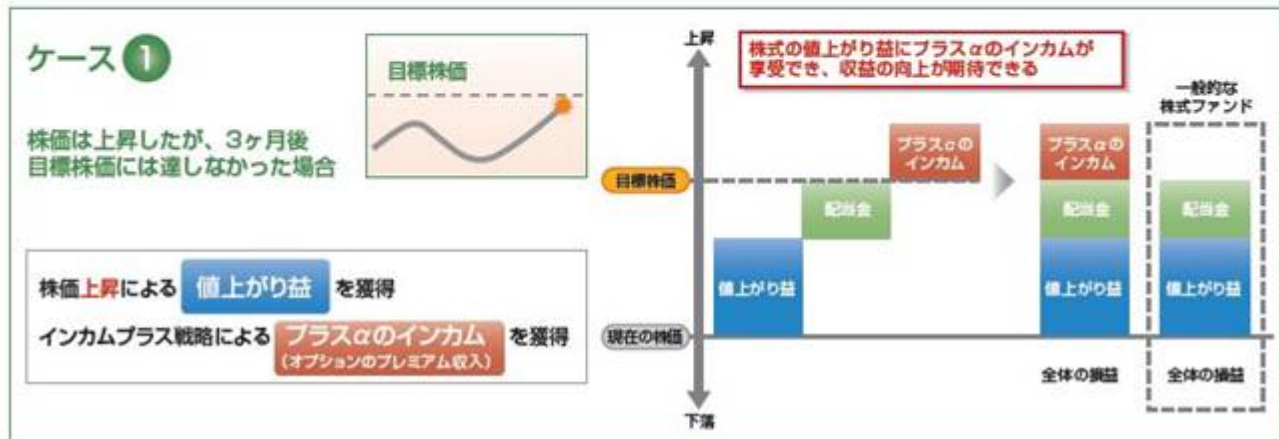 ケース 1
株価は上昇したが、3ヶ月後
目標株価には達しなかった場合
目標株価
株価上昇による 値上がり益 を獲得
インカムプラス戦略による プラスαのインカム を獲得
(オプションのプレミアム収入)
上昇
株式の値上がり益にプラスαのインカムが
享受でき、収益の向上が期待できる
目標株価
現在の株価
下落
値上がり益
配当金
プラスαの
インカム
プラスαの
インカム
配当金
値上がり益
全体の損益
一般的な
株式ファンド
配当金
値上がり益
全体の損益